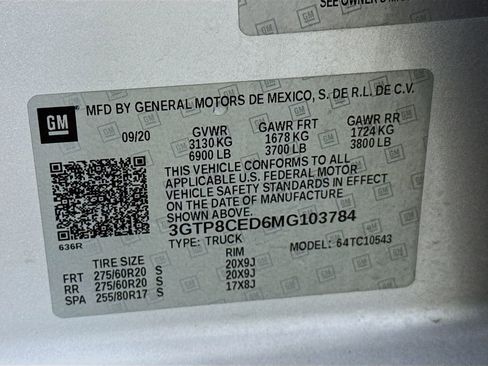 SEE OWNER'S
GM
MFD BY GENERAL MOTORS DE MEXICO, S. DE R.L. DE C.V.
09/20 GVWR GAWR FRT GAWR RR
3130 KG 1678 KG 1724 KG
6900 LB 3700 LB 3800 LB
THIS VEHICLE CONFORMS TO ALL
APPLICABLE U.S. FEDERAL MOTOR
VEHICLE SAFETY STANDARDS IN EFFECT
ON THE DATE OF MANUFACTURE
SHOWN ABOVE.
3GTP8CED6MG103784
636R TYPE: TRUCK MODEL: 64TC10543
TIRE SIZE RIM
FRT 275/60R20 S 20X9J
RR 275/60R20 S 20X9J
SPA 255/80R17 S 17X8J